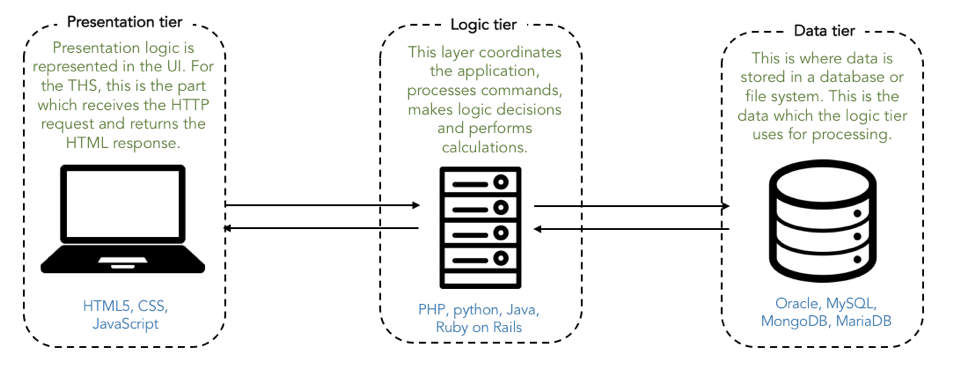 Presentation tier
Presentation logic is
represented in the UI. For
the THS, this is the part
which receives the HTTP
request and returns the
HTML response.
HTML5, CSS,
JavaScript
Logic tier
This layer coordinates
the application,
processes commands,
makes logic decisions
and performs
calculations.
PHP, python, Java,
Ruby on Rails
Data tier
This is where data is
stored in a database or
file system. This is the
data which the logic tier
uses for processing.
Oracle, MySQL,
MongoDB, MariaDB